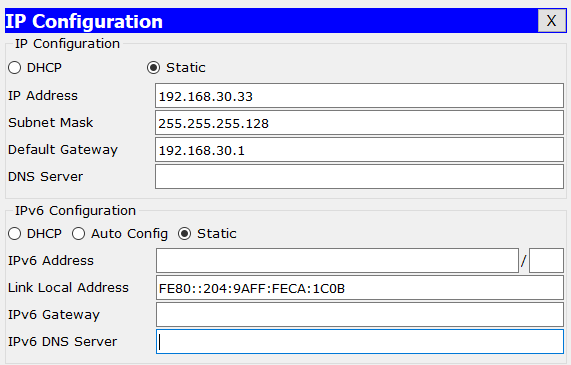 IP Configuration X
IP Configuration
DHCP Static
IP Address 192.168.30.33
Subnet Mask 255.255.255.128
Default Gateway 192.168.30.1
DNS Server
IPv6 Configuration
DHCP Auto Config Static
IPv6 Address /
Link Local Address FE80::204:9AFF:FECA:1C0B
IPv6 Gateway
IPv6 DNS Server